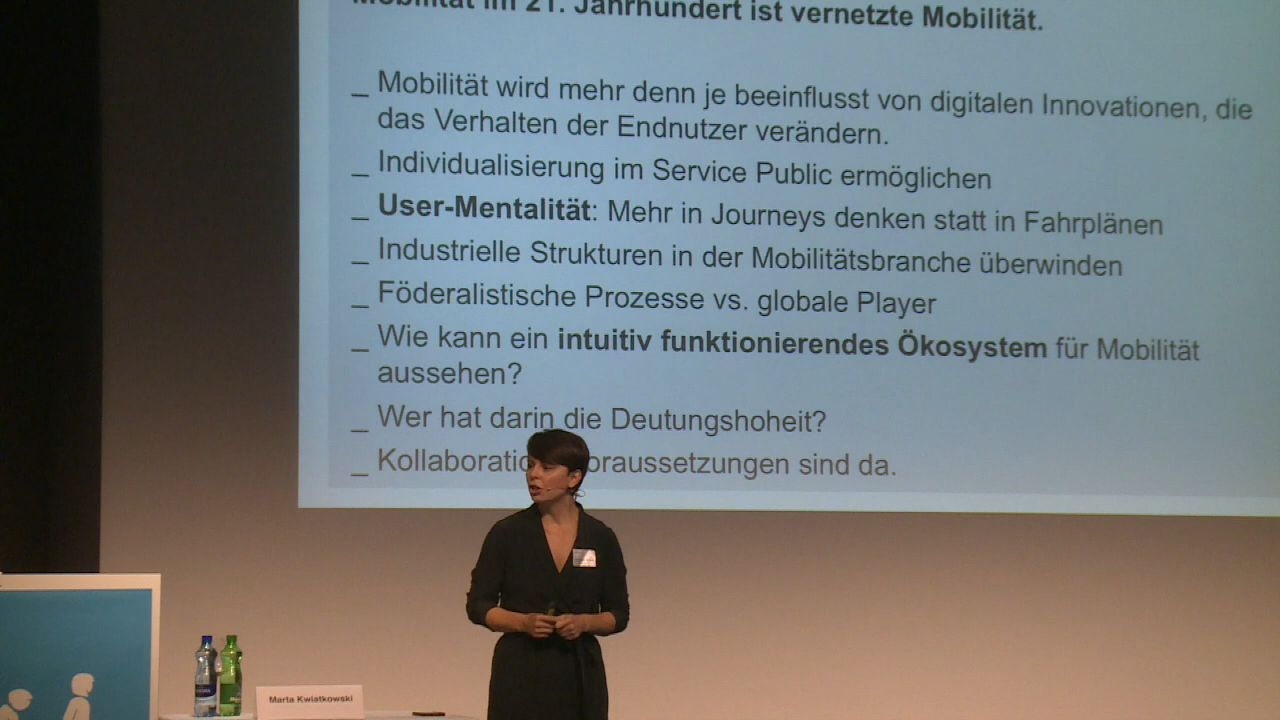 Mobilität im 21. Jahrhundert ist vernetzte Mobilität.
_ Mobilität wird mehr denn je beeinflusst von digitalen Innovationen, die
das Verhalten der Endnutzer verändern.
_ Individualisierung im Service Public ermöglichen
_ User-Mentalität: Mehr in Journeys denken statt in Fahrplänen
_ Industrielle Strukturen in der Mobilitätsbranche überwinden
_ Föderalistische Prozesse vs. globale Player
_ Wie kann ein intuitiv funktionierendes Ökosystem für Mobilität
aussehen?
_ Wer hat darin die Deutungshoheit?
_ sind da.
Marta Kwiatkowski